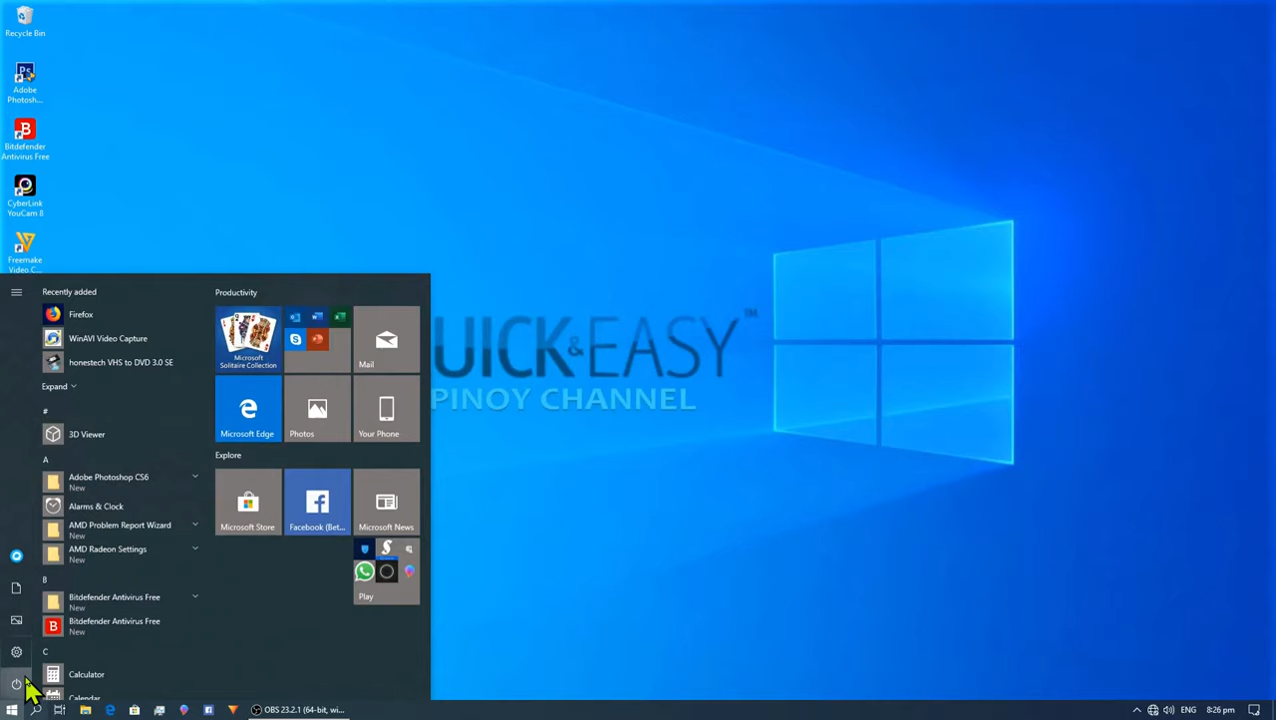 Recycle Bin
Adobe
Photosh...
Bitdefender
Antivirus Free
CyberLink
YouCam 8
Freemake
Video C...
Recently added
Firefox
WinAVI Video Capture
honestech VHS to DVD 3.0 SE
Expand
#
3D Viewer
A
Adobe Photoshop CS6
New
Alarms & Clock
AMD Problem Report Wizard
New
AMD Radeon Settings
New
B
Bitdefender Antivirus Free
New
Bitdefender Antivirus Free
New
C
Calculator
Calendar
Productivity
Microsoft
Solitaire Collection
Mail
Microsoft Edge
Photos
Your Phone
Explore
Microsoft Store
Facebook (Bet...
Microsoft News
Play
UICK&EASY™
PINOY CHANNEL
OBS 23.2.1 (64-bit, wi...
ENG
8:26 pm